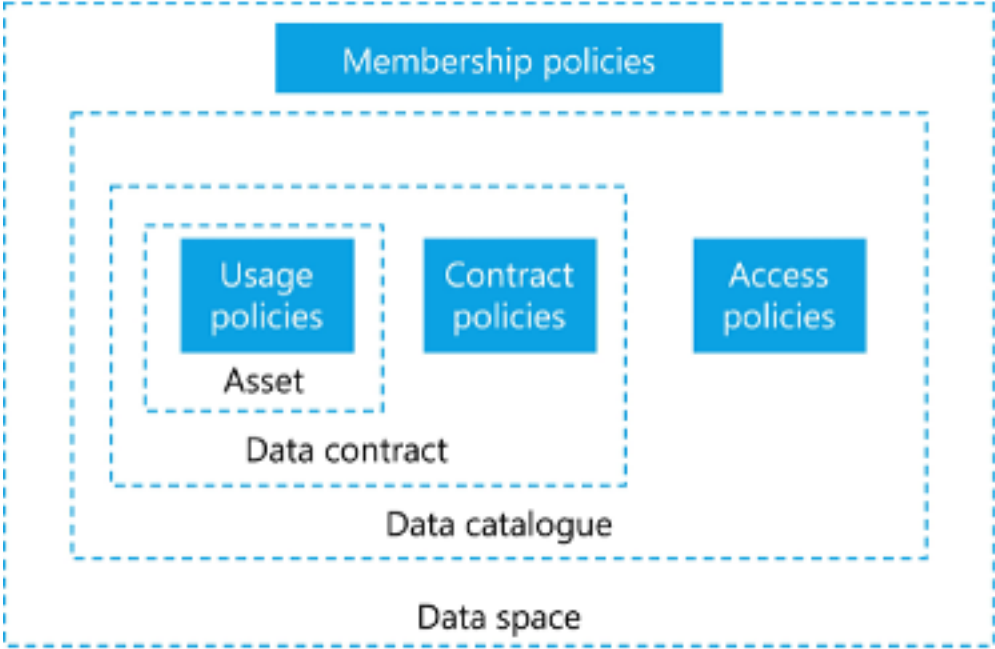 Membership policies
Usage
policies
Contract
policies
Access
policies
Asset
Data contract
Data catalogue
Data space